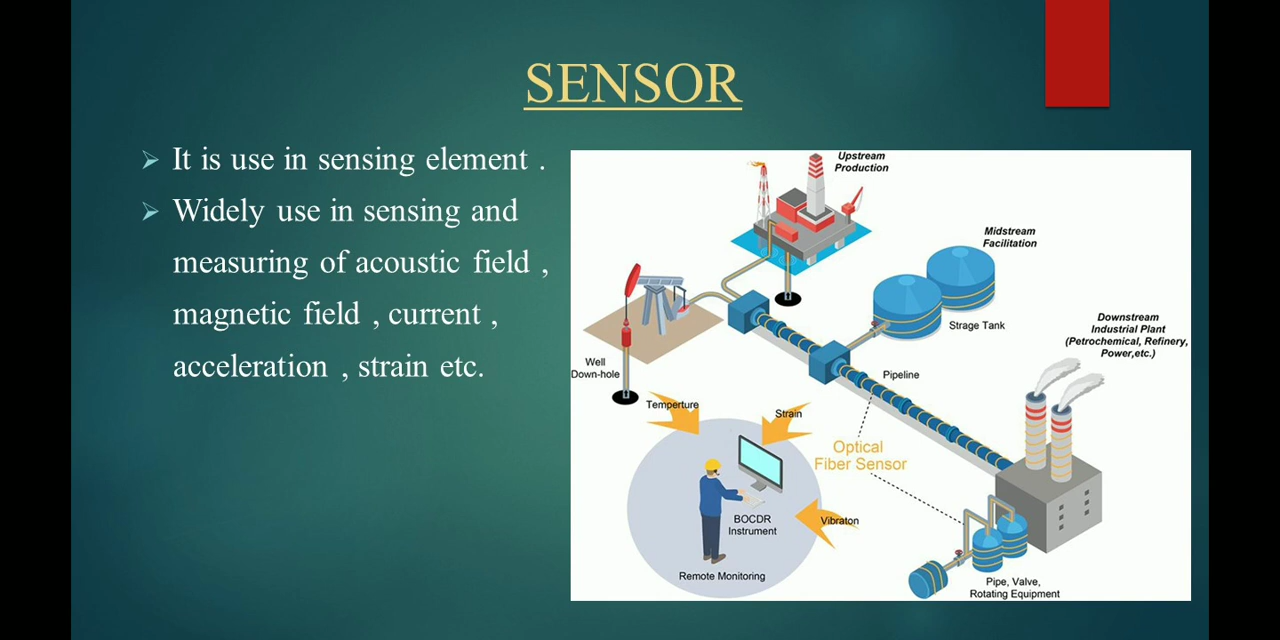 SENSOR
It is use in sensing element .
Widely use in sensing and
measuring of acoustic field ,
magnetic field , current ,
acceleration , strain etc.
Upstream
Production
Midstream
Facilitation
Strage Tank
Downstream
Industrial Plant
(Petrochemical, Refinery,
Power,etc.)
Well
Down-hole
Pipeline
Temperture
Strain
Optical
Fiber Sensor
BOCDR
Instrument
Vibraton
Remote Monitoring
Pipe, Valve,
Rotating Equipment